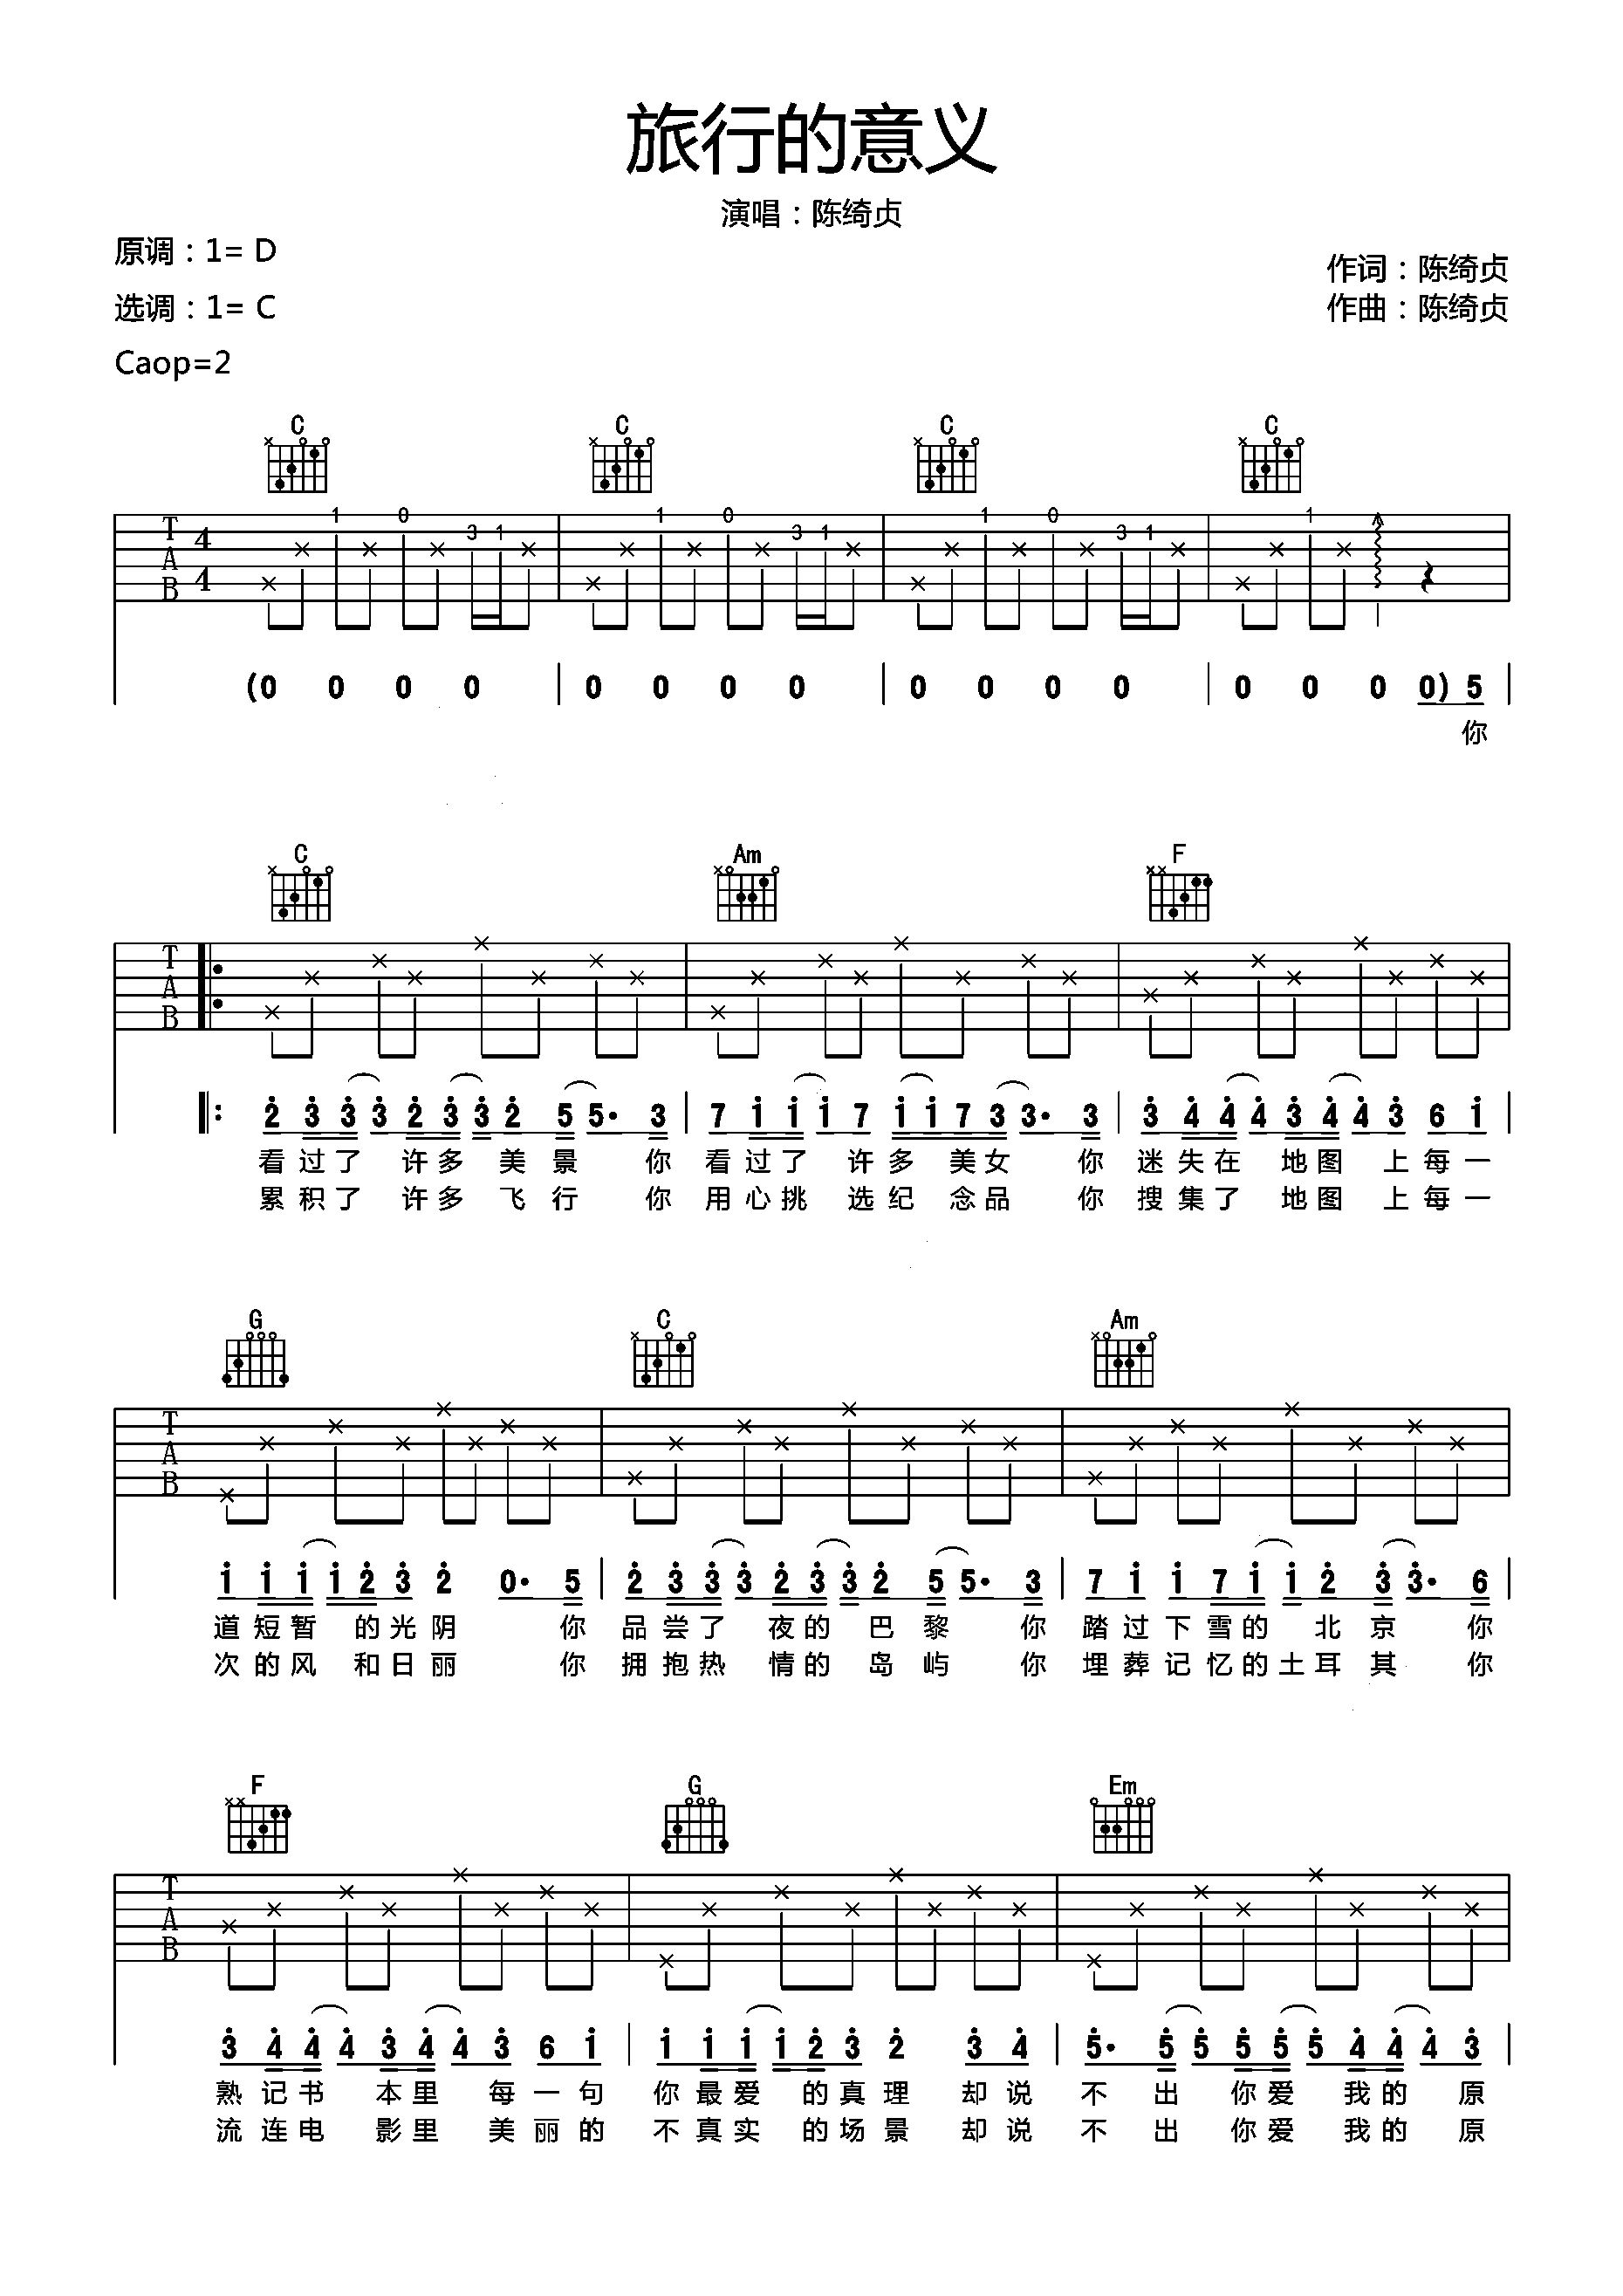 旅行的意义
演唱：陈绮贞
原调：1= D
作词：陈绮贞
选调：1= C
作曲：陈绮贞
Caop=2
C C C C
T A B 4 4 1 0 3 1 1 0 3 1 1 0 3 1 1
(0 0 0 0 | 0 0 0 0 | 0 0 0 0 | 0 0 0 0) 5 |
你
C Am F
T A B
2 3 3 3 2 3 3 2 5 5· 3 | 7 1 1 1 7 1 1 7 3 3· 3 | 3 4 4 4 3 4 4 3 6 1 |
看过了 许多 美景 你 看过了 许多 美女 你 迷失在 地图 上每一
累积了 许多 飞行 你 用心挑 选纪 念品 你 搜集了 地图 上每一
G C Am
T A B
1 1 1 1 2 3 2 0· 5 | 2 3 3 3 2 3 3 2 5 5· 3 | 7 1 1 7 1 1 2 3 3· 6 |
道短暂 的光阴 你 品尝了 夜的 巴黎 你 踏过下雪的 北京 你
次的风 和日丽 你 拥抱热 情的 岛屿 你 埋葬记忆的土耳其 你
F G Em
T A B
3 4 4 4 3 4 4 3 6 1 | 1 1 1 1 2 3 2 3 4 | 5· 5 5 5 5 5 4 4 4 3 |
熟记书 本里 每一句 你最爱 的真理 却说 不出 你爱 我的 原
流连电 影里 美丽的 不真实 的场景 却说 不出 你爱 我的 原